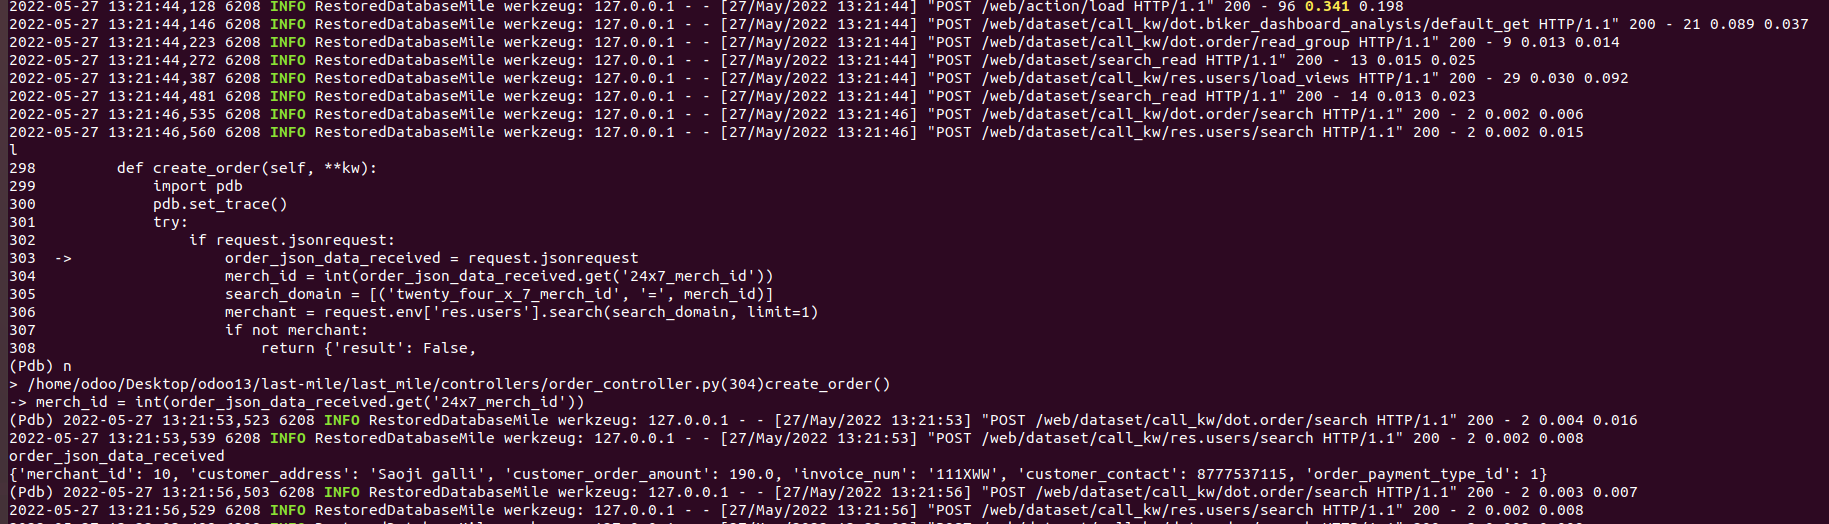 2022-05-27 13:21:44,128 6208 INFO RestoredDatabaseMile werkzeug: 127.0.0.1 - - [27/May/2022 13:21:44] "POST /web/action/load HTTP/1.1" 200 - 96 0.341 0.198
2022-05-27 13:21:44,146 6208 INFO RestoredDatabaseMile werkzeug: 127.0.0.1 - - [27/May/2022 13:21:44] "POST /web/dataset/call_kw/dot.biker_dashboard_analysis/default_get HTTP/1.1" 200 - 21 0.089 0.037
2022-05-27 13:21:44,223 6208 INFO RestoredDatabaseMile werkzeug: 127.0.0.1 - - [27/May/2022 13:21:44] "POST /web/dataset/call_kw/dot.order/read_group HTTP/1.1" 200 - 9 0.013 0.014
2022-05-27 13:21:44,272 6208 INFO RestoredDatabaseMile werkzeug: 127.0.0.1 - - [27/May/2022 13:21:44] "POST /web/dataset/search_read HTTP/1.1" 200 - 13 0.015 0.025
2022-05-27 13:21:44,387 6208 INFO RestoredDatabaseMile werkzeug: 127.0.0.1 - - [27/May/2022 13:21:44] "POST /web/dataset/call_kw/res.users/load_views HTTP/1.1" 200 - 29 0.030 0.092
2022-05-27 13:21:44,481 6208 INFO RestoredDatabaseMile werkzeug: 127.0.0.1 - - [27/May/2022 13:21:44] "POST /web/dataset/search_read HTTP/1.1" 200 - 14 0.013 0.023
2022-05-27 13:21:46,535 6208 INFO RestoredDatabaseMile werkzeug: 127.0.0.1 - - [27/May/2022 13:21:46] "POST /web/dataset/call_kw/dot.order/search HTTP/1.1" 200 - 2 0.002 0.006
2022-05-27 13:21:46,560 6208 INFO RestoredDatabaseMile werkzeug: 127.0.0.1 - - [27/May/2022 13:21:46] "POST /web/dataset/call_kw/res.users/search HTTP/1.1" 200 - 2 0.002 0.015
l
298         def create_order(self, **kw):
299             import pdb
300             pdb.set_trace()
301             try:
302                 if request.jsonrequest:
303  ->                 order_json_data_received = request.jsonrequest
304                     merch_id = int(order_json_data_received.get('24x7_merch_id'))
305                     search_domain = [('twenty_four_x_7_merch_id', '=', merch_id)]
306                     merchant = request.env['res.users'].search(search_domain, limit=1)
307                     if not merchant:
308                         return {'result': False,
(Pdb) n
> /home/odoo/Desktop/odoo13/last-mile/last_mile/controllers/order_controller.py(304)create_order()
-> merch_id = int(order_json_data_received.get('24x7_merch_id'))
(Pdb) 2022-05-27 13:21:53,523 6208 INFO RestoredDatabaseMile werkzeug: 127.0.0.1 - - [27/May/2022 13:21:53] "POST /web/dataset/call_kw/dot.order/search HTTP/1.1" 200 - 2 0.004 0.016
2022-05-27 13:21:53,539 6208 INFO RestoredDatabaseMile werkzeug: 127.0.0.1 - - [27/May/2022 13:21:53] "POST /web/dataset/call_kw/res.users/search HTTP/1.1" 200 - 2 0.002 0.008
order_json_data_received
{'merchant_id': 10, 'customer_address': 'Saoji galli', 'customer_order_amount': 190.0, 'invoice_num': '111XWW', 'customer_contact': 8777537115, 'order_payment_type_id': 1}
(Pdb) 2022-05-27 13:21:56,503 6208 INFO RestoredDatabaseMile werkzeug: 127.0.0.1 - - [27/May/2022 13:21:56] "POST /web/dataset/call_kw/dot.order/search HTTP/1.1" 200 - 2 0.003 0.007
2022-05-27 13:21:56,529 6208 INFO RestoredDatabaseMile werkzeug: 127.0.0.1 - - [27/May/2022 13:21:56] "POST /web/dataset/call_kw/res.users/search HTTP/1.1" 200 - 2 0.002 0.008